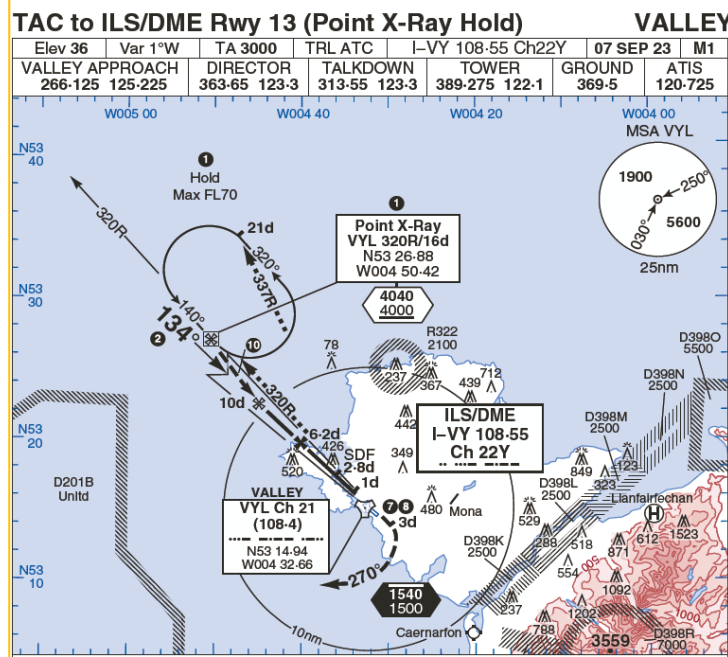 TAC to ILS/DME Rwy 13 (Point X-Ray Hold) VALLEY
Elev 36 Var 1°W TA 3000 TRL ATC I–VY 108·55 Ch22Y 07 SEP 23 M1
VALLEY APPROACH DIRECTOR TALKDOWN TOWER GROUND ATIS
266·125 125·225 363·65 123·3 313·55 123·3 389·275 122·1 369·5 120·725
W005 00 W004 40 W004 20 W004 00
MSA VYL
1900
250°
5600
030°
25nm
N53
40
1
Hold
Max FL70
320R
21d
320°
337R
140°
134°
2
10
1
Point X-Ray
VYL 320R/16d
N53 26·88
W004 50·42
4040
4000
N53
30
R322
2100
78
237
367
439
712
442
349
480
Mona
D398O
5500
D398N
2500
D398M
2500
D398L
2500
D398K
2500
ILS/DME
I–VY 108·55
Ch 22Y
10d
320R
6·2d
426
520
SDF
2·8d
1d
N53
20
D201B
Unltd
VALLEY
VYL Ch 21
(108·4)
N53 14·94
W004 32·66
7 8
3d
270°
1540
1500
10nm
Caernarfon
N53
10
849
323
123
Llanfairfechan
H
529
288
518
554
500
612
871
1523
1092
237
1202
788
3559
1000
D398R
7000